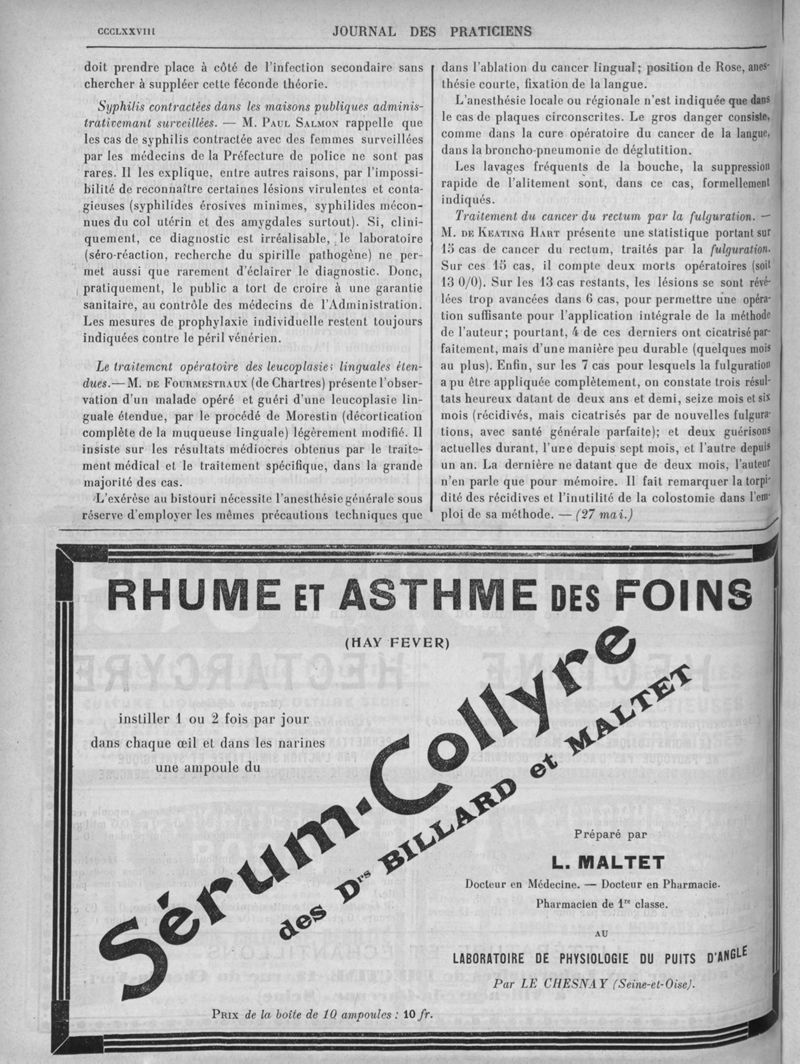 CCCLXXVIII
JOURNAL DES PRATICIENS
doit prendre place à côté de l'infection secondaire sans
chercher à suppléer cette féconde théorie.
Syphilis contractées dans les maisons publiques adminis-
trativemant surveillées. — M. PAUL SALMON rappelle que
les cas de syphilis contractée avec des femmes surveillées
par les médecins de la Préfecture de police ne sont pas
rares. Il les explique, entre autres raisons, par l'impossi-
bilité de reconnaître certaines lésions virulentes et conta-
gieuses (syphilides érosives minimes, syphilides mécon-
nues du col utérin et des amygdales surtout). Si, clini-
quement, ce diagnostic est irréalisable, le laboratoire
(séro-réaction, recherche du spirille pathogène) ne per-
met aussi que rarement d'éclairer le diagnostic. Donc,
pratiquement, le public a tort de croire à une garantie
sanitaire, au contrôle des médecins de l'Administration.
Les mesures de prophylaxie individuelle restent toujours
indiquées contre le péril vénérien.
Le traitement opératoire des leucoplasies linguales éten-
dues. — M. DE FOURMESTRAUX (de Chartres) présente l'obser-
vation d'un malade opéré et guéri d'une leucoplasie lin-
guale étendue, par le procédé de Morestin (décortication
complète de la muqueuse linguale) légèrement modifié. Il
insiste sur les résultats médiocres obtenus par le traite-
ment médical et le traitement spécifique, dans la grande
majorité des cas.
L'exérèse au bistouri nécessite l'anesthésie générale sous
réserve d'employer les mêmes précautions techniques que
dans l'ablation du cancer lingual; position de Rose, anes-
thésie courte, fixation de la langue.
L'anesthésie locale ou régionale n'est indiquée que dans
le cas de plaques circonscrites. Le gros danger consiste,
comme dans la cure opératoire du cancer de la langue,
dans la broncho-pneumonie de déglutition.
Les lavages fréquents de la bouche, la suppression
rapide de l'alitement sont, dans ce cas, formellement
indiqués.
Traitement du cancer du rectum par la fulguration. —
M. DE KEATING HART présente une statistique portant sur
15 cas de cancer du rectum, traités par la fulguration.
Sur ces 15 cas, il compte deux morts opératoires (soit
13 0/0). Sur les 13 cas restants, les lésions se sont révé-
lées trop avancées dans 6 cas, pour permettre une opéra-
tion suffisante pour l'application intégrale de la méthode
de l'auteur; pourtant, 4 de ces derniers ont cicatrisé par-
faitement, mais d'une manière peu durable (quelques mois
au plus). Enfin, sur les 7 cas pour lesquels la fulguration
a pu être appliquée complètement, on constate trois résul-
tats heureux datant de deux ans et demi, seize mois et six
mois (récidivés, mais cicatrisés par de nouvelles fulgura-
tions, avec santé générale parfaite); et deux guérisons
actuelles durant, l'une depuis sept mois, et l'autre depuis
un an. La dernière ne datant que de deux mois, l'auteur
n'en parle que pour mémoire. Il fait remarquer la torpi-
dité des récidives et l'inutilité de la colostomie dans l'em-
ploi de sa méthode. — (27 mai.)
RHUME ET ASTHME DES FOINS
(HAY FEVER)
instiller 1 ou 2 fois par jour
dans chaque œil et dans les narines
une ampoule du
Sérum-Collyre
des Drs BILLARD et MALTET
Préparé par
L. MALTET
Docteur en Médecine. — Docteur en Pharmacie.
Pharmacien de 1re classe.
AU
LABORATOIRE DE PHYSIOLOGIE DU PUITS D'ANGLE
Par LE CHESNAY (Seine-et-Oise).
PRIX de la boîte de 10 ampoules : 10 fr.